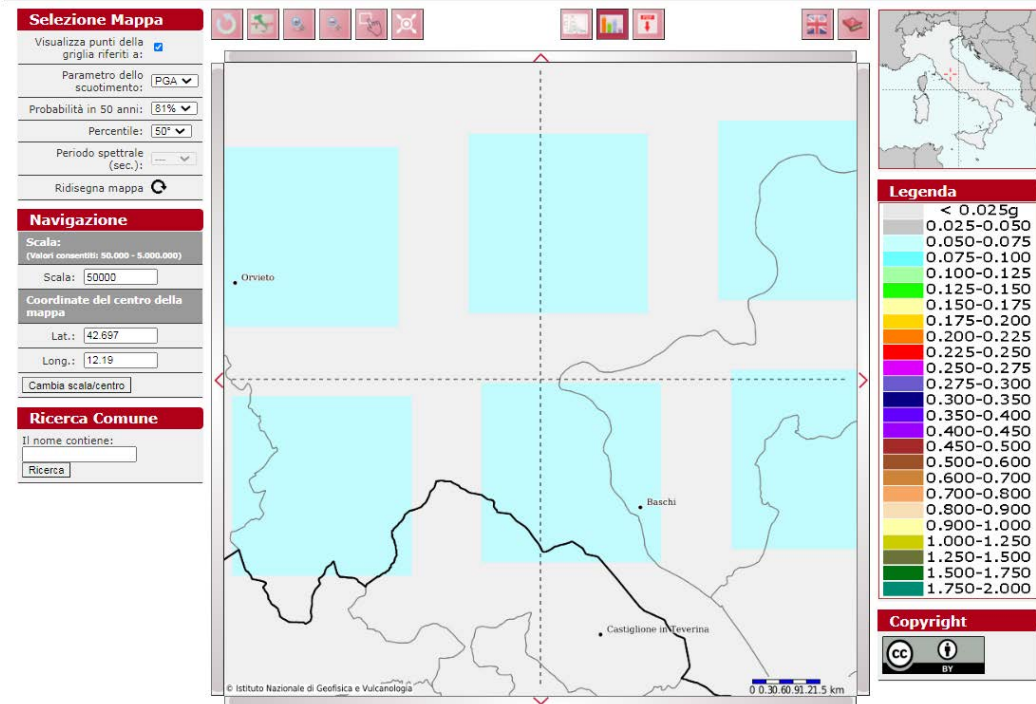 Selezione Mappa
Visualizza punti della
griglia riferiti a:
Parametro dello
scuotimento: PGA
Probabilità in 50 anni: 81%
Percentile: 50°
Periodo spettrale
(sec.): ---
Ridisegna mappa
Navigazione
Scala:
(Valori consentiti: 50.000 - 5.000.000)
Scala: 50000
Coordinate del centro della
mappa
Lat.: 42.697
Long.: 12.19
Cambia scala/centro
Ricerca Comune
Il nome contiene:
Ricerca
Orvieto
Baschi
Castiglione in Teverina
© Istituto Nazionale di Geofisica e Vulcanologia
0 0.30.60.91.21.5 km
Legenda
< 0.025g
0.025-0.050
0.050-0.075
0.075-0.100
0.100-0.125
0.125-0.150
0.150-0.175
0.175-0.200
0.200-0.225
0.225-0.250
0.250-0.275
0.275-0.300
0.300-0.350
0.350-0.400
0.400-0.450
0.450-0.500
0.500-0.600
0.600-0.700
0.700-0.800
0.800-0.900
0.900-1.000
1.000-1.250
1.250-1.500
1.500-1.750
1.750-2.000
Copyright
cc
BY